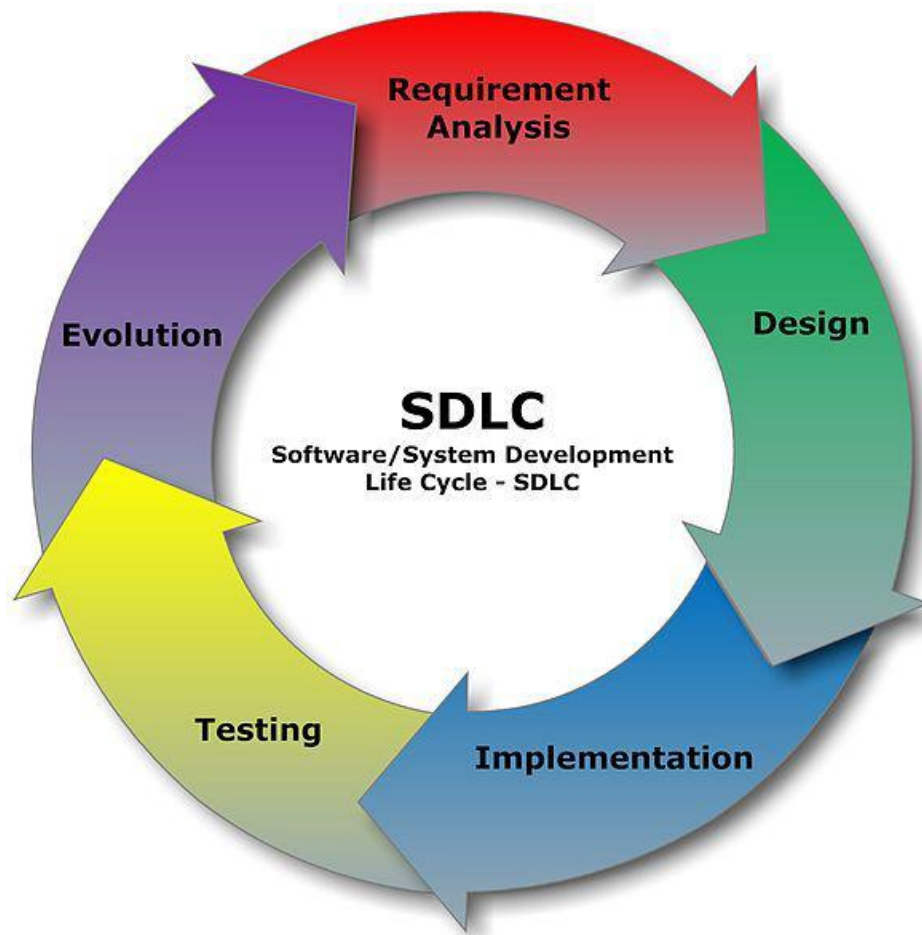 Requirement
Analysis
Design
Implementation
Testing
Evolution
SDLC
Software/System Development
Life Cycle - SDLC